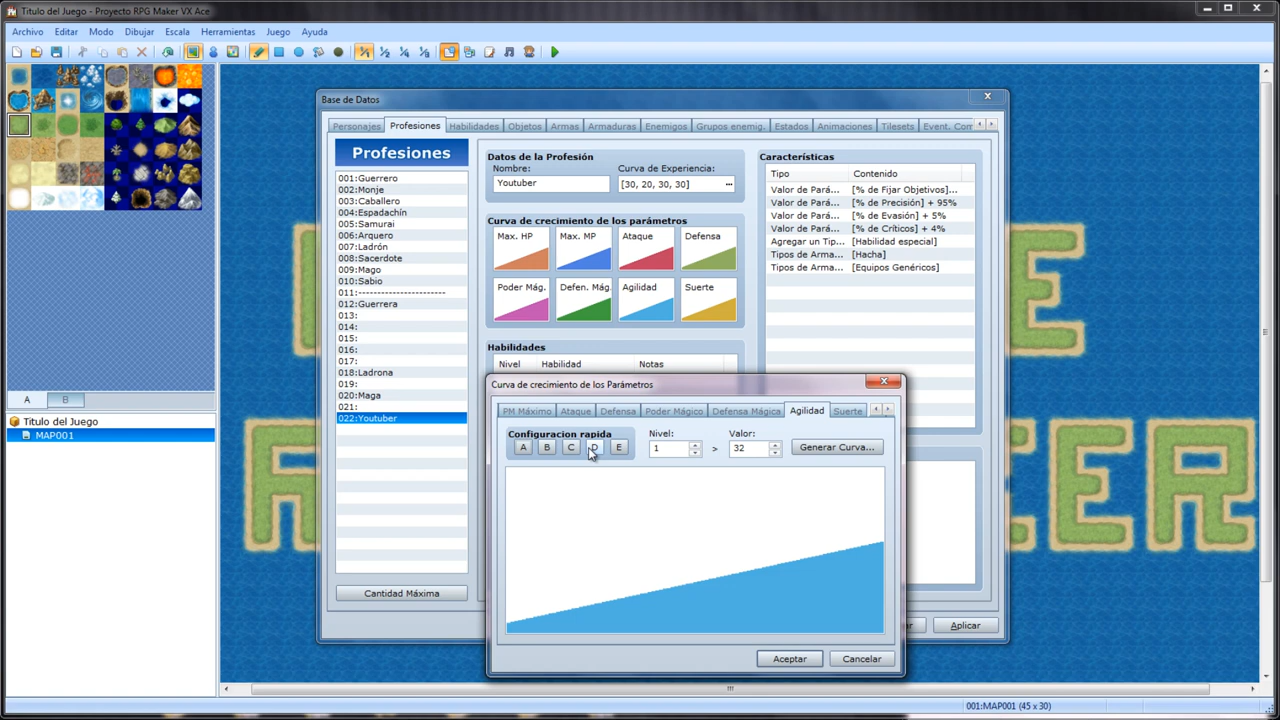 Titulo del Juego - Proyecto RPG Maker VX Ace
Archivo Editar Modo Dibujar Escala Herramientas Juego Ayuda
A B
Titulo del Juego
MAP001
Base de Datos
Personajes Profesiones Habilidades Objetos Armas Armaduras Enemigos Grupos enemig. Estados Animaciones Tilesets Event. Com
Profesiones
001:Guerrero
002:Monje
003:Caballero
004:Espadachín
005:Samurai
006:Arquero
007:Ladrón
008:Sacerdote
009:Mago
010:Sabio
011:-----------------------
012:Guerrera
013:
014:
015:
016:
017:
018:Ladrona
019:
020:Maga
021:
022:Youtuber
Cantidad Máxima
Datos de la Profesión
Nombre: Curva de Experiencia:
Youtuber [30, 20, 30, 30] ...
Curva de crecimiento de los parámetros
Max. HP Max. MP Ataque Defensa
Poder Mág. Defen. Mág. Agilidad Suerte
Habilidades
Nivel Habilidad Notas
Características
Tipo Contenido
Valor de Pará... [% de Fijar Objetivos]...
Valor de Pará... [% de Precisión] + 95%
Valor de Pará... [% de Evasión] + 5%
Valor de Pará... [% de Críticos] + 4%
Agregar un Tip... [Habilidad especial]
Tipos de Arma... [Hacha]
Tipos de Arma... [Equipos Genéricos]
Aplicar
Curva de crecimiento de los Parámetros
PM Máximo Ataque Defensa Poder Mágico Defensa Mágica Agilidad Suerte
Configuracion rapida
A B C D E
Nivel: Valor:
1 > 32 Generar Curva...
Aceptar Cancelar
001:MAP001 (45 x 30)